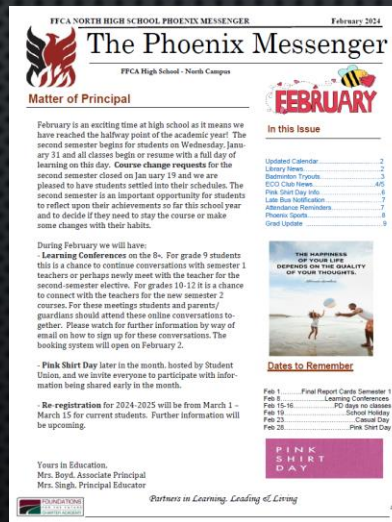 FFCA NORTH HIGH SCHOOL PHOENIX MESSENGER
February 2024
The Phoenix Messenger
FFCA High School - North Campus
Matter of Principal
February is an exciting time at high school as it means we
have reached the halfway point of the academic year! The
second semester begins for students on Wednesday, Janu-
ary 31 and all classes begin or resume with a full day of
learning on this day. Course change requests for the
second semester closed on Jan uary 19 and we are
pleased to have students settled into their schedules. The
second semester is an important opportunity for students
to reflect upon their achievements so far this school year
and to decide if they need to stay the course or make
some changes with their habits.
During February we will have:
- Learning Conferences on the 8th. For grade 9 students
this is a chance to continue conversations with semester 1
teachers or perhaps newly meet with the teacher for the
second-semester elective. For grades 10-12 it is a chance
to connect with the teachers for the new semester 2
courses. For these meetings students and parents/
guardians should attend these online conversations to-
gether. Please watch for further information by way of
email on how to sign up for these conversations. The
booking system will open on February 2.
- Pink Shirt Day later in the month, hosted by Student
Union, and we invite everyone to participate with infor-
mation being shared early in the month.
- Re-registration for 2024-2025 will be from March 1 –
March 15 for current students. Further information will
be upcoming.
Yours in Education,
Mrs. Boyd, Associate Principal
Mrs. Singh, Principal Educator
FEBRUARY
In this Issue
Updated Calendar 2
Library News 2
Badminton Tryouts 3
ECO Club News 4/5
Pink Shirt Day Info 6
Late Bus Notification 7
Attendance Reminders 7
Phoenix Sports 8
Grad Update 9
THE HAPPINESS
OF YOUR LIFE
DEPENDS ON THE QUALITY
OF YOUR THOUGHTS.
Dates to Remember
Feb 1 Final Report Cards Semester 1
Feb 8 Learning Conferences
Feb 15-16 PD days no classes
Feb 19 School Holiday
Feb 23 Casual Day
Feb 28 Pink Shirt Day
PINK
SHIRT
DAY
FOUNDATIONS
FOR THE FUTURE
CHARTER ACADEMY
Partners in Learning, Leading & Living